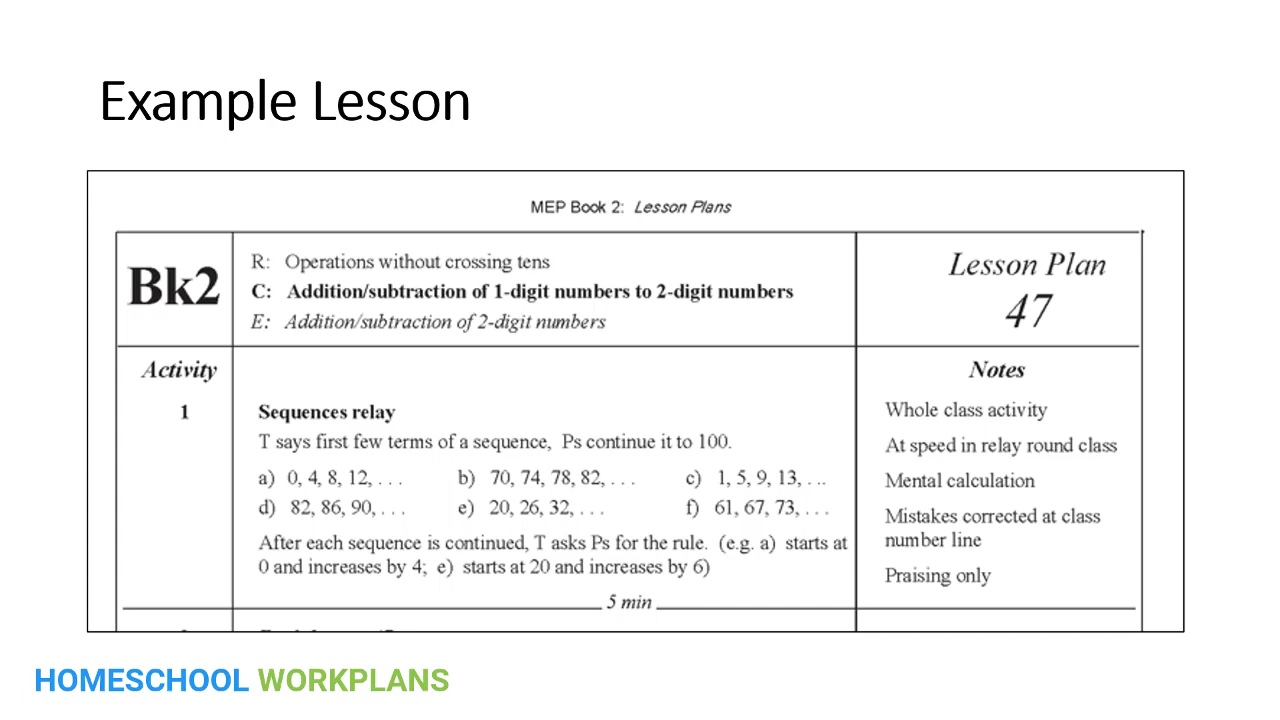 Example Lesson
MEP Book 2: Lesson Plans
Bk2
R: Operations without crossing tens
C: Addition/subtraction of 1-digit numbers to 2-digit numbers
E: Addition/subtraction of 2-digit numbers
Lesson Plan
47
Activity
Notes
1
Sequences relay
T says first few terms of a sequence, Ps continue it to 100.
a) 0, 4, 8, 12, . . .
b) 70, 74, 78, 82, . . .
c) 1, 5, 9, 13, . . .
d) 82, 86, 90, . . .
e) 20, 26, 32, . . .
f) 61, 67, 73, . . .
After each sequence is continued, T asks Ps for the rule. (e.g. a) starts at
0 and increases by 4; e) starts at 20 and increases by 6)
5 min
Whole class activity
At speed in relay round class
Mental calculation
Mistakes corrected at class
number line
Praising only
HOMESCHOOL WORKPLANS